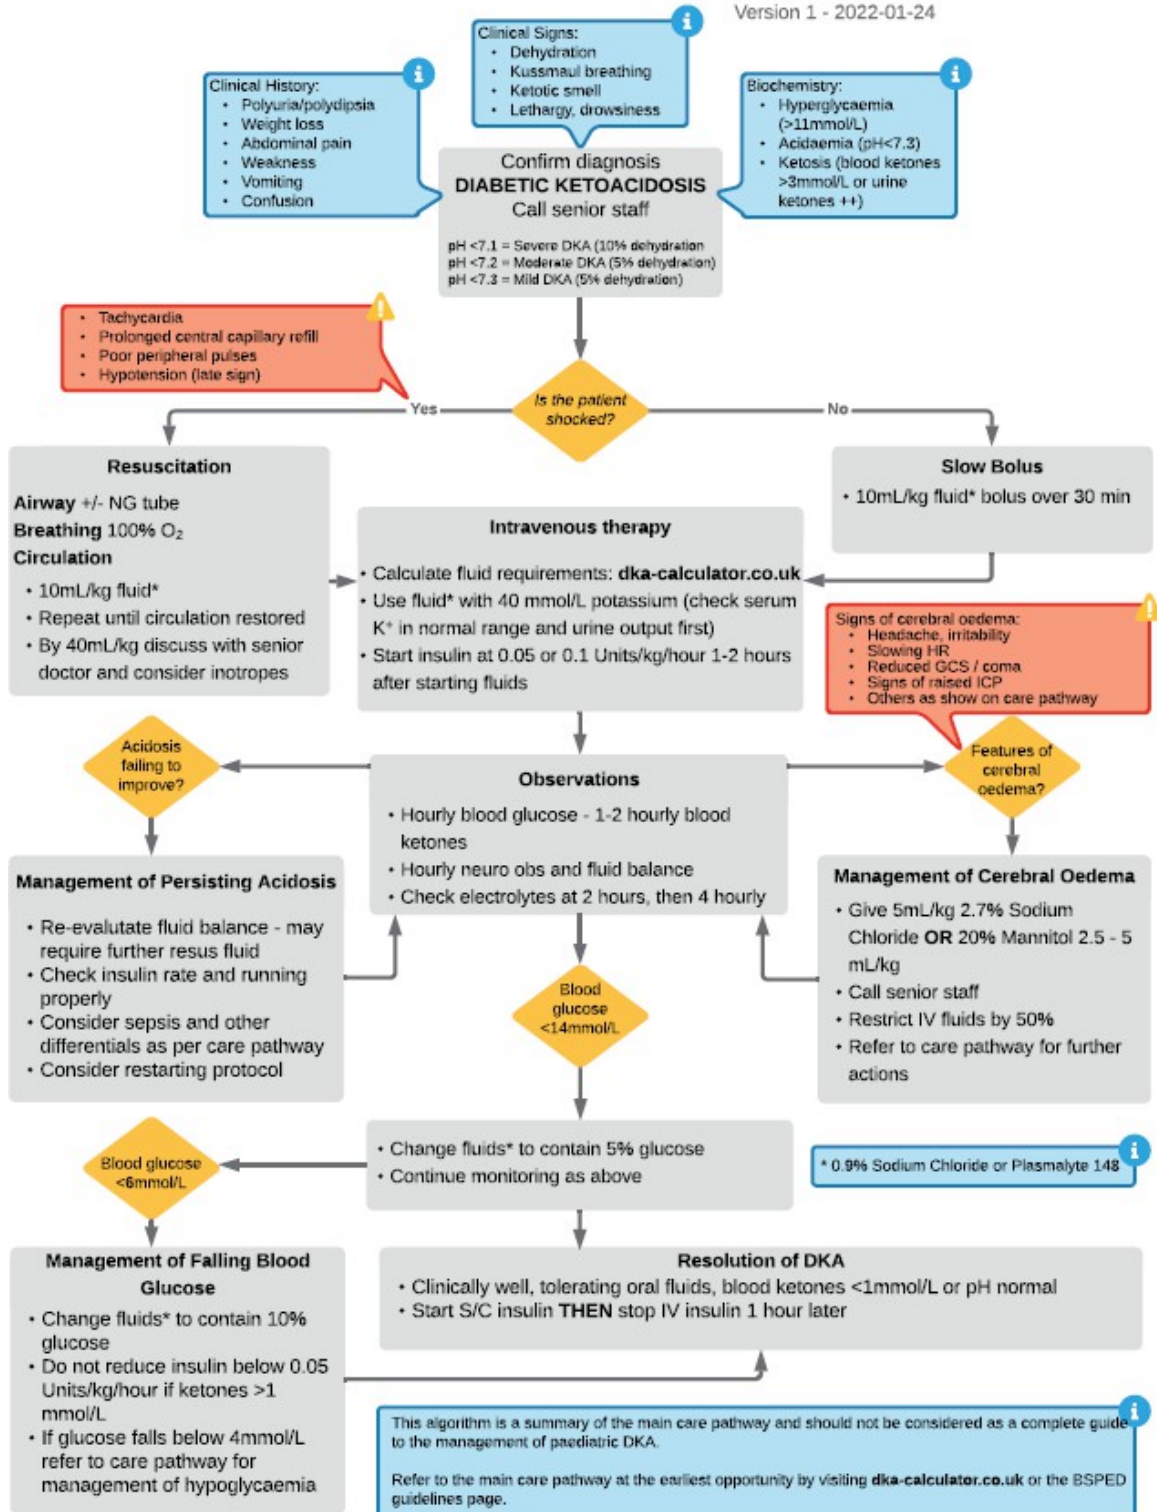 Version 1 - 2022-01-24
Clinical Signs:
• Dehydration
• Kussmaul breathing
• Ketotic smell
• Lethargy, drowsiness
Clinical History:
• Polyuria/polydipsia
• Weight loss
• Abdominal pain
• Weakness
• Vomiting
• Confusion
Biochemistry:
• Hyperglycaemia
(>11mmol/L)
• Acidaemia (pH<7.3)
• Ketosis (blood ketones
>3mmol/L or urine
ketones ++)
Confirm diagnosis
DIABETIC KETOACIDOSIS
Call senior staff
pH <7.1 = Severe DKA (10% dehydration
pH <7.2 = Moderate DKA (5% dehydration)
pH <7.3 = Mild DKA (5% dehydration)
• Tachycardia
• Prolonged central capillary refill
• Poor peripheral pulses
• Hypotension (late sign)
Is the patient
shocked?
Yes
No
Resuscitation
Airway +/- NG tube
Breathing 100% O₂
Circulation
• 10mL/kg fluid*
• Repeat until circulation restored
• By 40mL/kg discuss with senior
doctor and consider inotropes
Slow Bolus
• 10mL/kg fluid* bolus over 30 min
Intravenous therapy
• Calculate fluid requirements: dka-calculator.co.uk
• Use fluid* with 40 mmol/L potassium (check serum
K⁺ in normal range and urine output first)
• Start insulin at 0.05 or 0.1 Units/kg/hour 1-2 hours
after starting fluids
Signs of cerebral oedema:
• Headache, irritability
• Slowing HR
• Reduced GCS / coma
• Signs of raised ICP
• Others as show on care pathway
Acidosis
failing to
improve?
Features of
cerebral
oedema?
Observations
• Hourly blood glucose - 1-2 hourly blood
ketones
• Hourly neuro obs and fluid balance
• Check electrolytes at 2 hours, then 4 hourly
Management of Persisting Acidosis
• Re-evalutate fluid balance - may
require further resus fluid
• Check insulin rate and running
properly
• Consider sepsis and other
differentials as per care pathway
• Consider restarting protocol
Management of Cerebral Oedema
• Give 5mL/kg 2.7% Sodium
Chloride OR 20% Mannitol 2.5 - 5
mL/kg
• Call senior staff
• Restrict IV fluids by 50%
• Refer to care pathway for further
actions
Blood
glucose
<14mmol/L
• Change fluids* to contain 5% glucose
• Continue monitoring as above
Blood glucose
<6mmol/L
* 0.9% Sodium Chloride or Plasmalyte 148
Management of Falling Blood
Glucose
• Change fluids* to contain 10%
glucose
• Do not reduce insulin below 0.05
Units/kg/hour if ketones >1
mmol/L
• If glucose falls below 4mmol/L
refer to care pathway for
management of hypoglycaemia
Resolution of DKA
• Clinically well, tolerating oral fluids, blood ketones <1mmol/L or pH normal
• Start S/C insulin THEN stop IV insulin 1 hour later
This algorithm is a summary of the main care pathway and should not be considered as a complete guide
to the management of paediatric DKA.
Refer to the main care pathway at the earliest opportunity by visiting dka-calculator.co.uk or the BSPED
guidelines page.